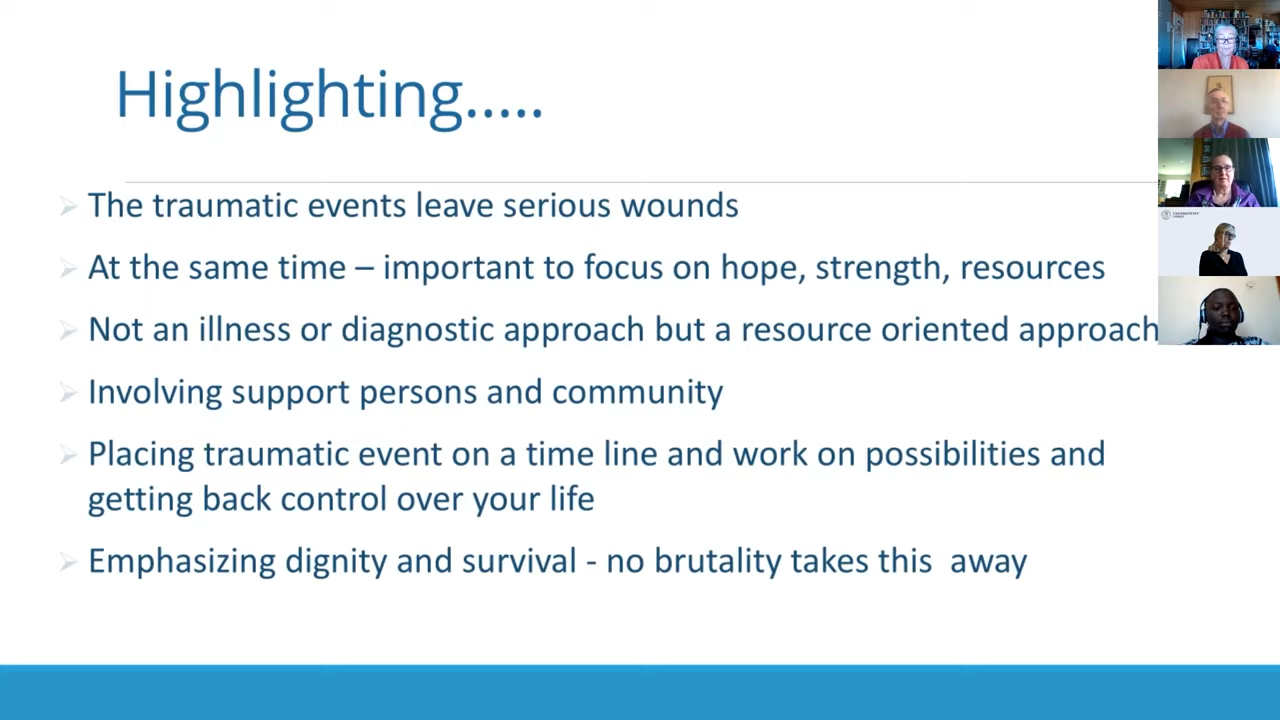 Highlighting.....
The traumatic events leave serious wounds
At the same time – important to focus on hope, strength, resources
Not an illness or diagnostic approach but a resource oriented approach
Involving support persons and community
Placing traumatic event on a time line and work on possibilities and
getting back control over your life
Emphasizing dignity and survival - no brutality takes this  away